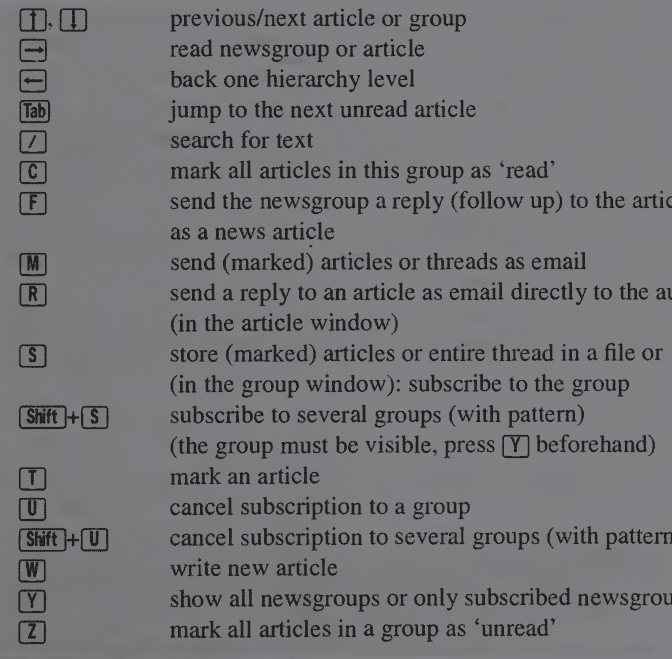 ↑, ↓ previous/next article or group
→ read newsgroup or article
← back one hierarchy level
Tab jump to the next unread article
/ search for text
C mark all articles in this group as ‘read’
F send the newsgroup a reply (follow up) to the artic
as a news article
M send (marked) articles or threads as email
R send a reply to an article as email directly to the au
(in the article window)
S store (marked) articles or entire thread in a file or
(in the group window): subscribe to the group
Shift+S subscribe to several groups (with pattern)
(the group must be visible, press Y beforehand)
T mark an article
U cancel subscription to a group
Shift+U cancel subscription to several groups (with pattern
W write new article
Y show all newsgroups or only subscribed newsgrou
Z mark all articles in a group as ‘unread’